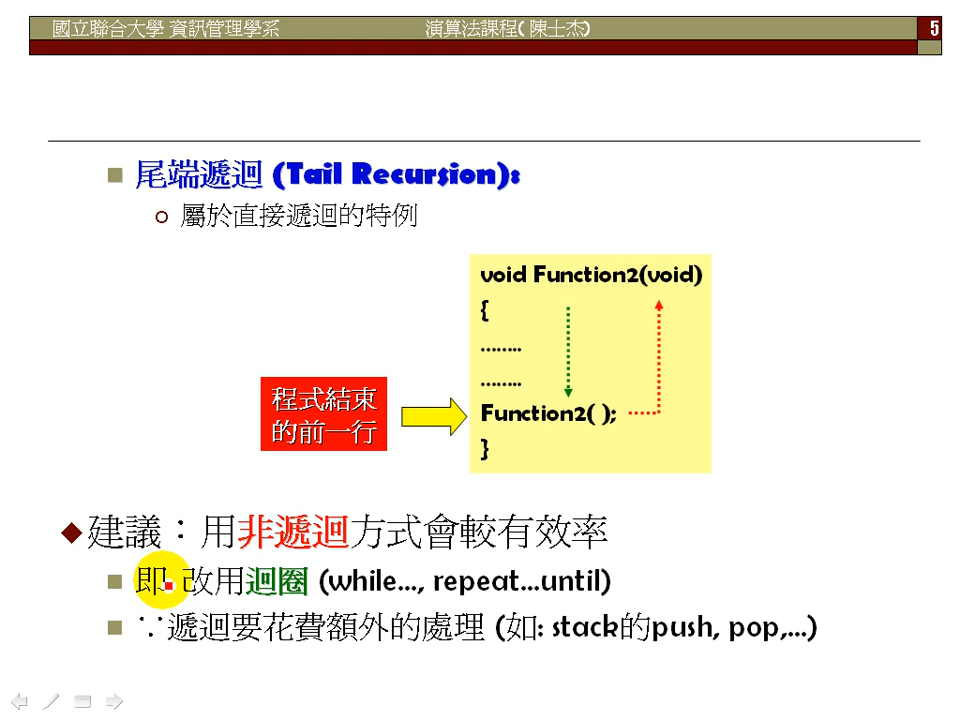 國立聯合大學 資訊管理學系 演算法課程( 陳士杰) 5
尾端遞迴 (Tail Recursion):
屬於直接遞迴的特例
void Function2(void)
{
........
........
程式結束
的前一行
Function2( );
}
建議：用非遞迴方式會較有效率
即 改用迴圈 (while..., repeat...until)
∵遞迴要花費額外的處理 (如: stack的push, pop,...)